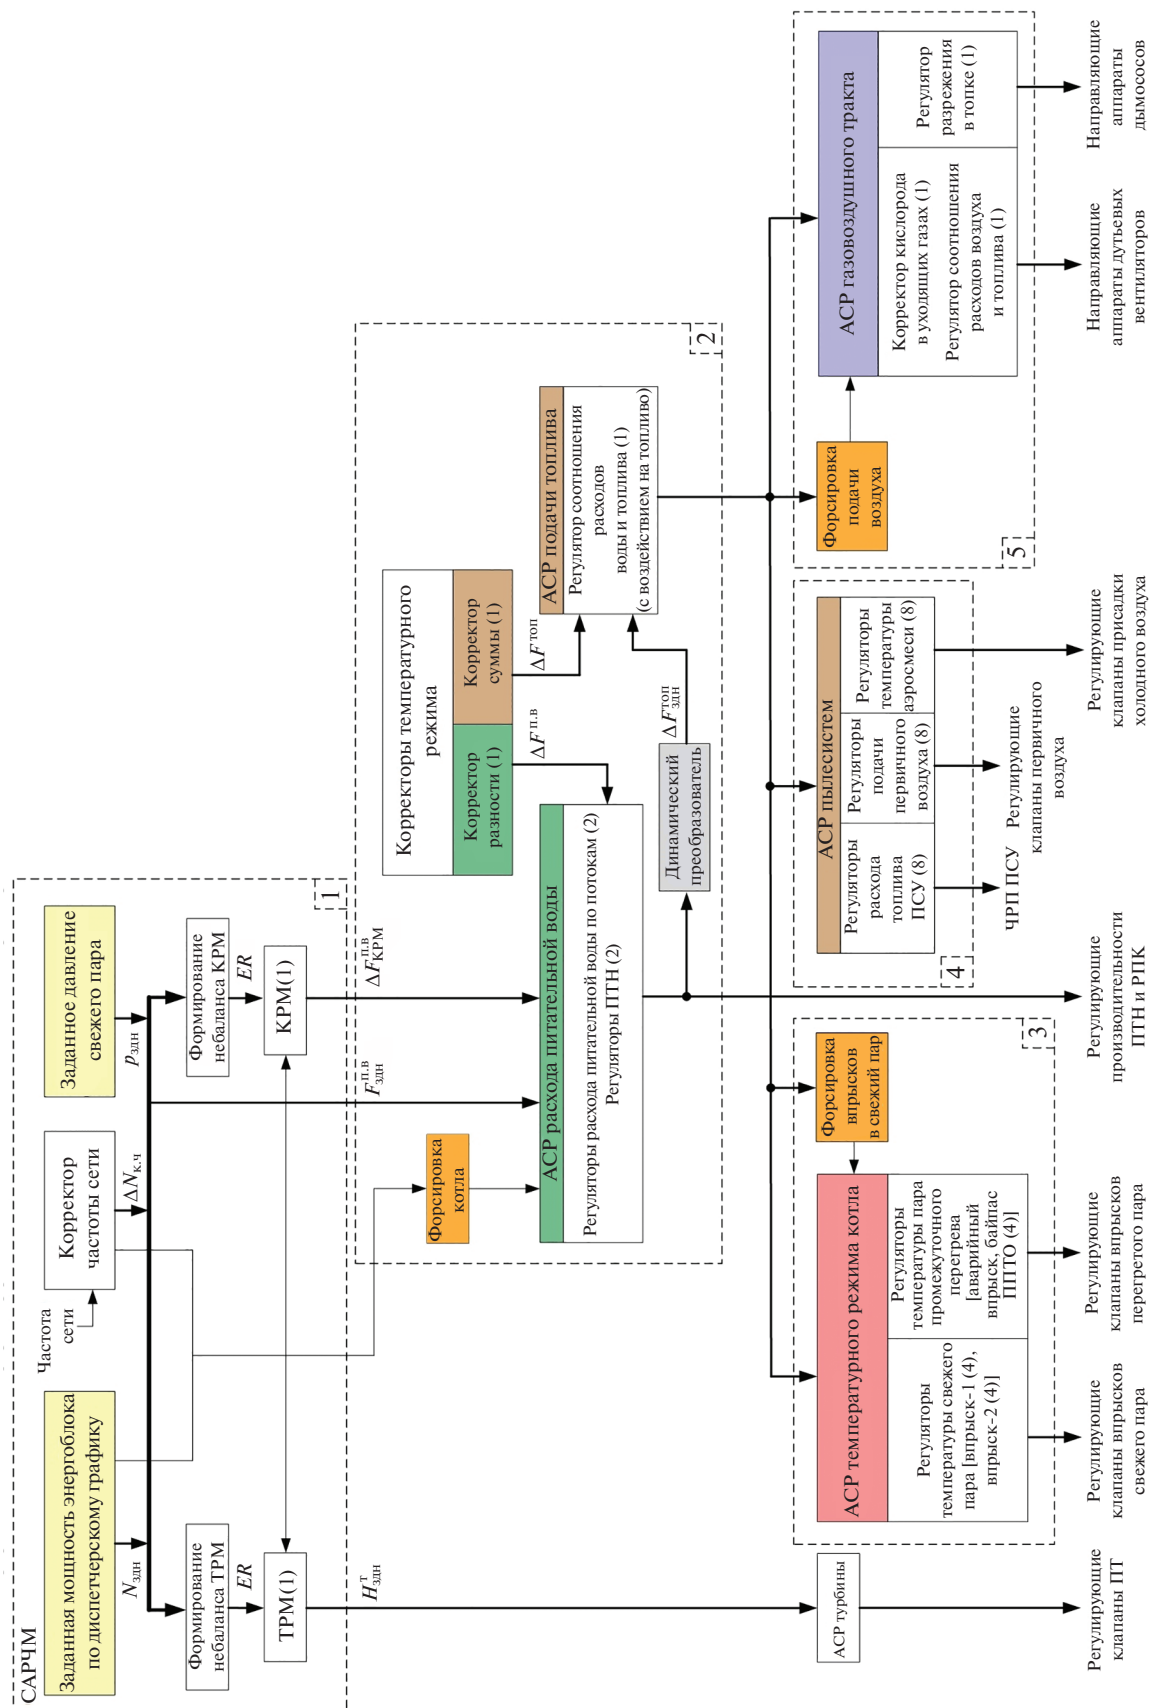 САРЧМ
Заданная мощность энергоблока
по диспетчерскому графику
Частота
сети
Корректор
частоты сети
Заданное давление
свежего пара
Nздн
ΔNк.ч
pздн
Формирование
небаланса ТРМ
Формирование
небаланса КРМ
ER
ER
ТРМ(1)
КРМ(1)
1
Hтздн
Fп.вздн
ΔFп.вКРМ
Корректоры температурного
режима
Корректор
разности (1)
Корректор
суммы (1)
Форсировка
котла
ΔFп.в
ΔFтоп
АСР расхода питательной воды
Регуляторы расхода питательной воды по потокам (2)
Регуляторы ПТН (2)
АСР подачи топлива
Регулятор соотношения
расходов
воды и топлива (1)
(с воздействием на топливо)
Динамический
преобразователь
ΔFтопздн
2
АСР турбины
Форсировка
впрысков
в свежий пар
АСР температурного режима котла
Регуляторы
температуры свежего
пара [впрыск-1 (4),
впрыск-2 (4)]
Регуляторы
температуры пара
промежуточного
перегрева
[аварийный
впрыск, байпас
ППТО (4)]
3
АСР пылесистем
Регуляторы
расхода
топлива
ПСУ (8)
Регуляторы
подачи
первичного
воздуха (8)
Регуляторы
температуры
аэросмеси (8)
4
Форсировка
подачи
воздуха
АСР газовоздушного тракта
Корректор кислорода
в уходящих газах (1)
Регулятор соотношения
расходов воздуха
и топлива (1)
Регулятор
разрежения
в топке (1)
5
Регулирующие
клапаны ПТ
Регулирующие
клапаны впрысков
свежего пара
Регулирующие
клапаны впрысков
перегретого пара
Регулирующие
производительности
ПТН и РПК
ЧРП ПСУ
Регулирующие
клапаны первичного
воздуха
Регулирующие
клапаны присадки
холодного воздуха
Направляющие
аппараты дутьевых
вентиляторов
Направляющие
аппараты
дымососов